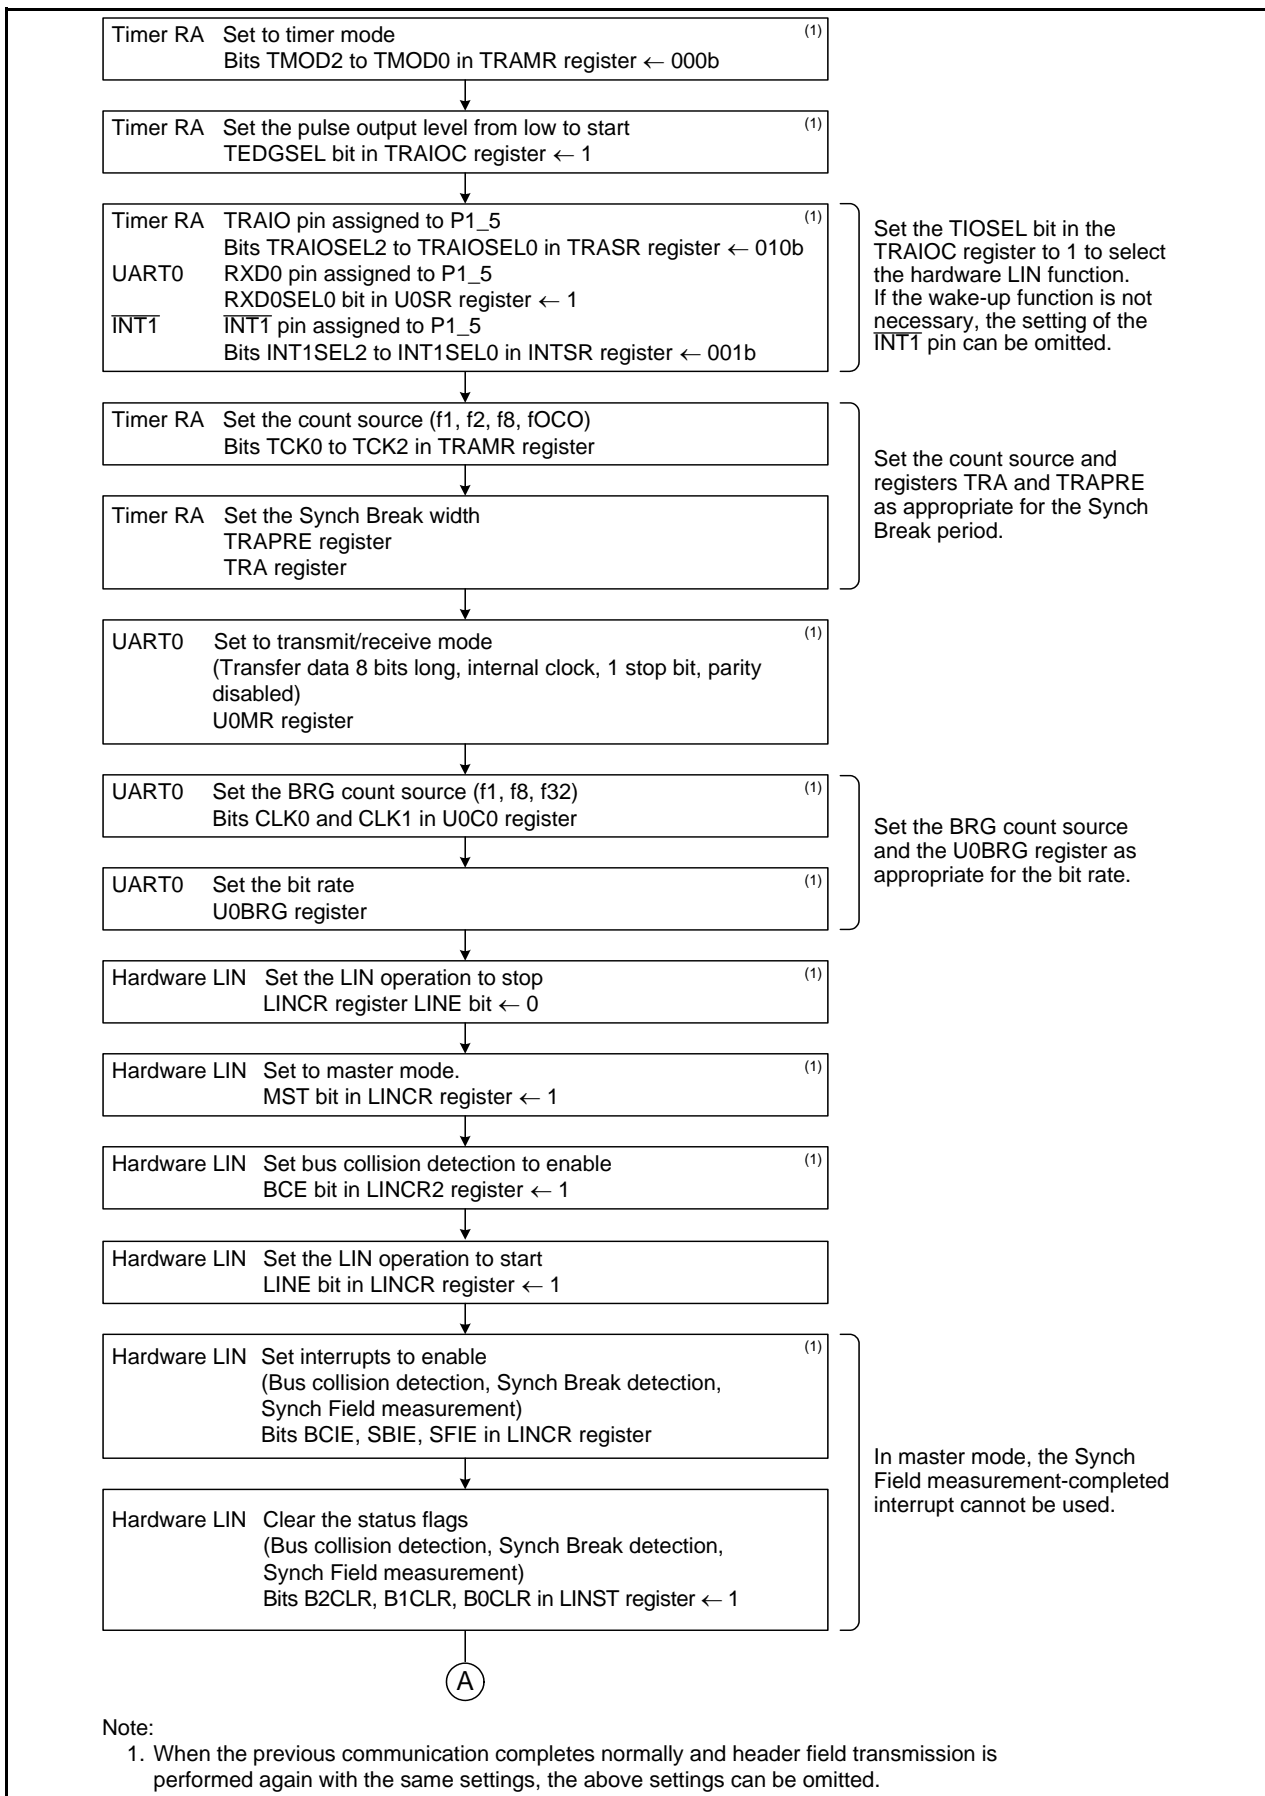 Timer RA Set to timer mode (1)
Bits TMOD2 to TMOD0 in TRAMR register ← 000b
Timer RA Set the pulse output level from low to start (1)
TEDGSEL bit in TRAIOC register ← 1
Timer RA TRAIO pin assigned to P1_5 (1)
Bits TRAIOSEL2 to TRAIOSEL0 in TRASR register ← 010b
UART0 RXD0 pin assigned to P1_5
RXD0SEL0 bit in U0SR register ← 1
INT1 INT1 pin assigned to P1_5
Bits INT1SEL2 to INT1SEL0 in INTSR register ← 001b
Set the TIOSEL bit in the
TRAIOC register to 1 to select
the hardware LIN function.
If the wake-up function is not
necessary, the setting of the
INT1 pin can be omitted.
Timer RA Set the count source (f1, f2, f8, fOCO)
Bits TCK0 to TCK2 in TRAMR register
Timer RA Set the Synch Break width
TRAPRE register
TRA register
Set the count source and
registers TRA and TRAPRE
as appropriate for the Synch
Break period.
UART0 Set to transmit/receive mode (1)
(Transfer data 8 bits long, internal clock, 1 stop bit, parity
disabled)
U0MR register
UART0 Set the BRG count source (f1, f8, f32) (1)
Bits CLK0 and CLK1 in U0C0 register
UART0 Set the bit rate (1)
U0BRG register
Set the BRG count source
and the U0BRG register as
appropriate for the bit rate.
Hardware LIN Set the LIN operation to stop (1)
LINCR register LINE bit ← 0
Hardware LIN Set to master mode. (1)
MST bit in LINCR register ← 1
Hardware LIN Set bus collision detection to enable (1)
BCE bit in LINCR2 register ← 1
Hardware LIN Set the LIN operation to start
LINE bit in LINCR register ← 1
Hardware LIN Set interrupts to enable (1)
(Bus collision detection, Synch Break detection,
Synch Field measurement)
Bits BCIE, SBIE, SFIE in LINCR register
Hardware LIN Clear the status flags
(Bus collision detection, Synch Break detection,
Synch Field measurement)
Bits B2CLR, B1CLR, B0CLR in LINST register ← 1
In master mode, the Synch
Field measurement-completed
interrupt cannot be used.
A
Note:
1. When the previous communication completes normally and header field transmission is
performed again with the same settings, the above settings can be omitted.